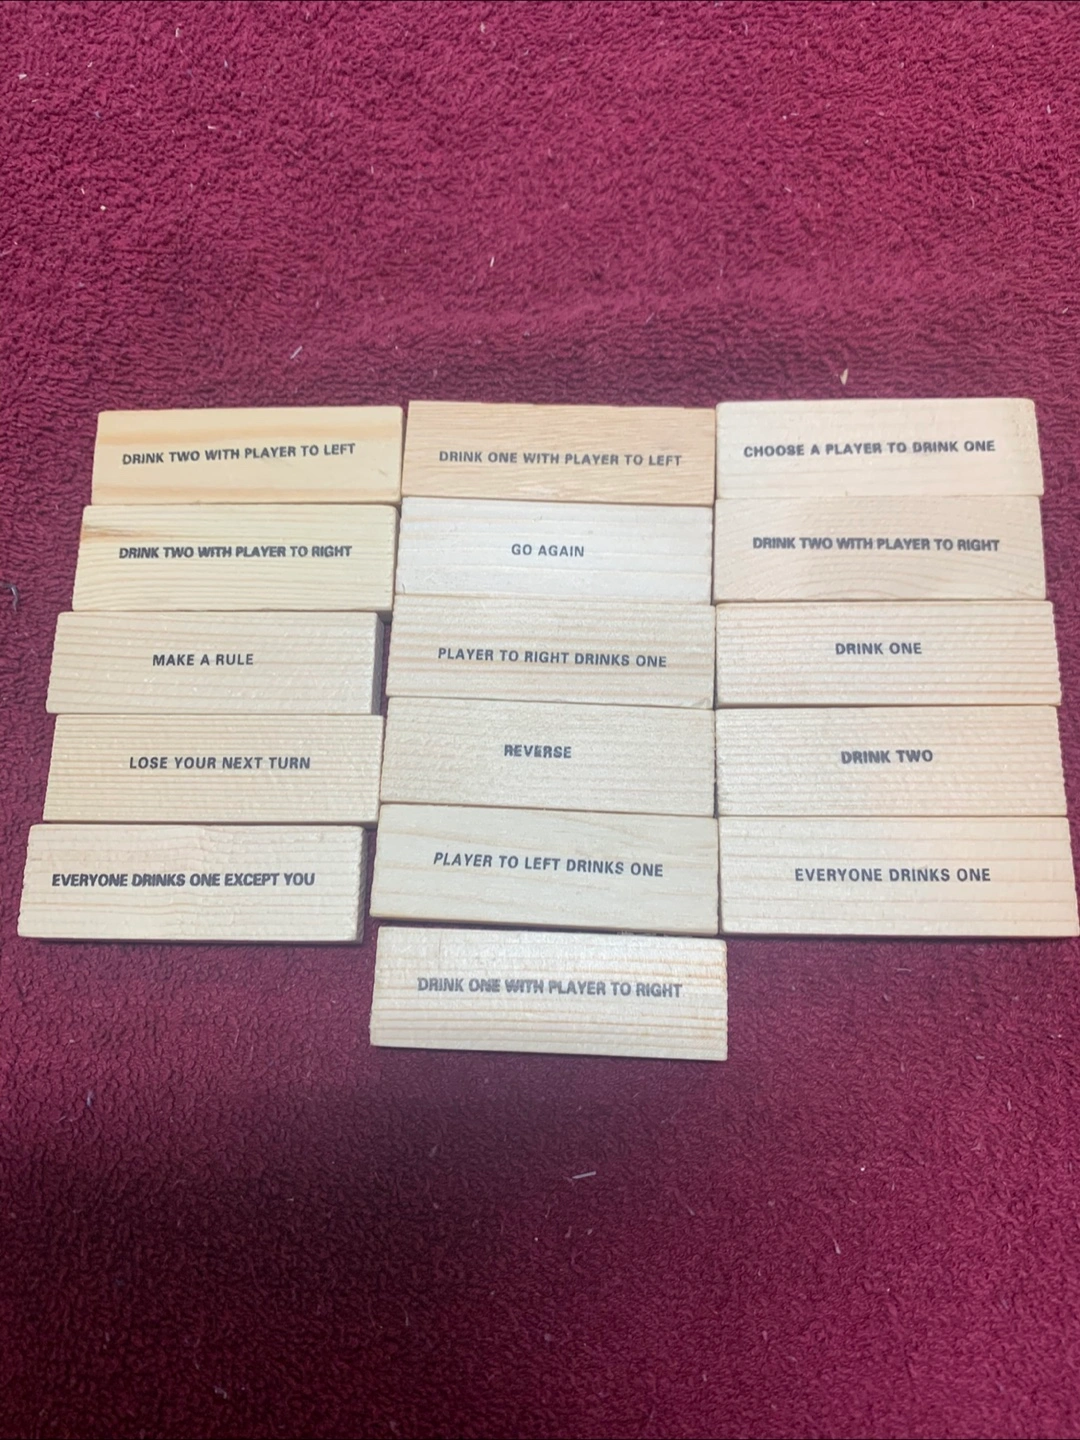 DRINK TWO WITH PLAYER TO LEFT
DRINK ONE WITH PLAYER TO LEFT
CHOOSE A PLAYER TO DRINK ONE
DRINK TWO WITH PLAYER TO RIGHT
GO AGAIN
DRINK TWO WITH PLAYER TO RIGHT
MAKE A RULE
PLAYER TO RIGHT DRINKS ONE
DRINK ONE
LOSE YOUR NEXT TURN
REVERSE
DRINK TWO
EVERYONE DRINKS ONE EXCEPT YOU
PLAYER TO LEFT DRINKS ONE
EVERYONE DRINKS ONE
DRINK ONE WITH PLAYER TO RIGHT